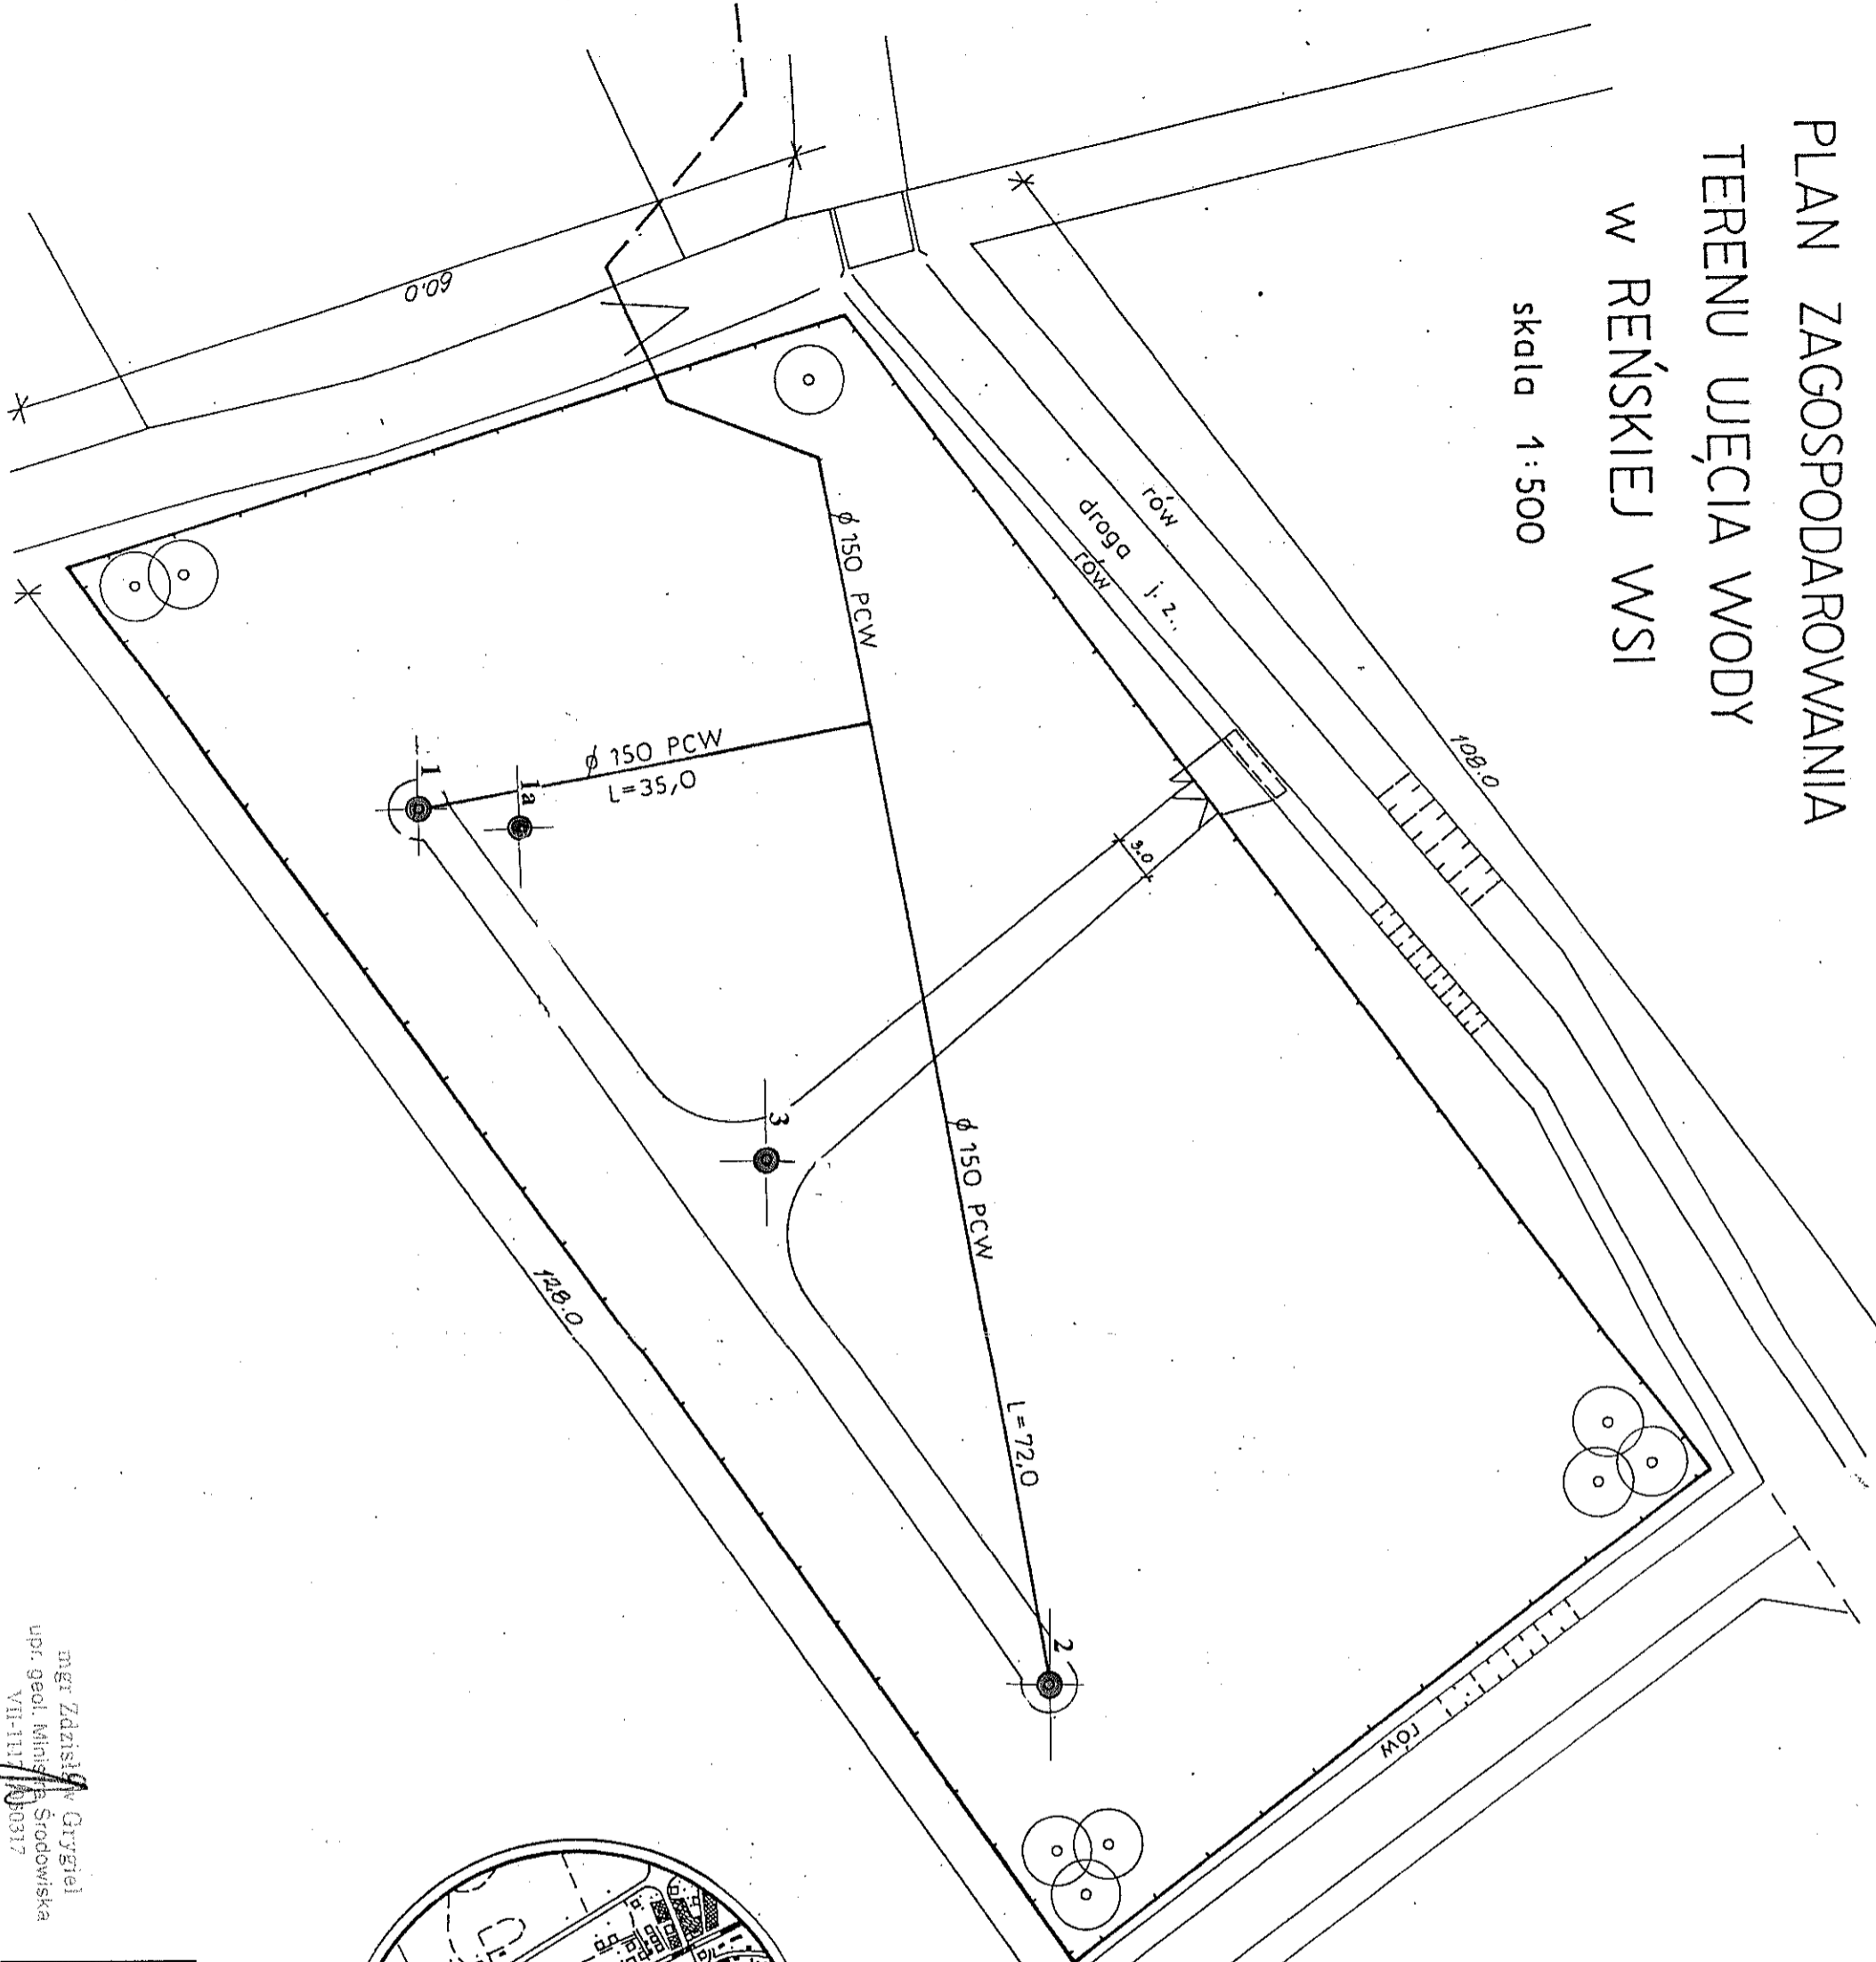 PLAN ZAGOSPODAROWANIA
TERENU UJĘCIA WODY
W REŃSKIEJ WSI
skala 1:500
108.0
rów
droga j. z..
rów
60.0
ϕ 150 PCW
ϕ 150 PCW
L=35,0
1
1a
3.0
3
ϕ 150 PCW
L=72,0
2
128.0
rów
mgr Zdzisław Grygiel
upr. geol. Ministra Środowiska